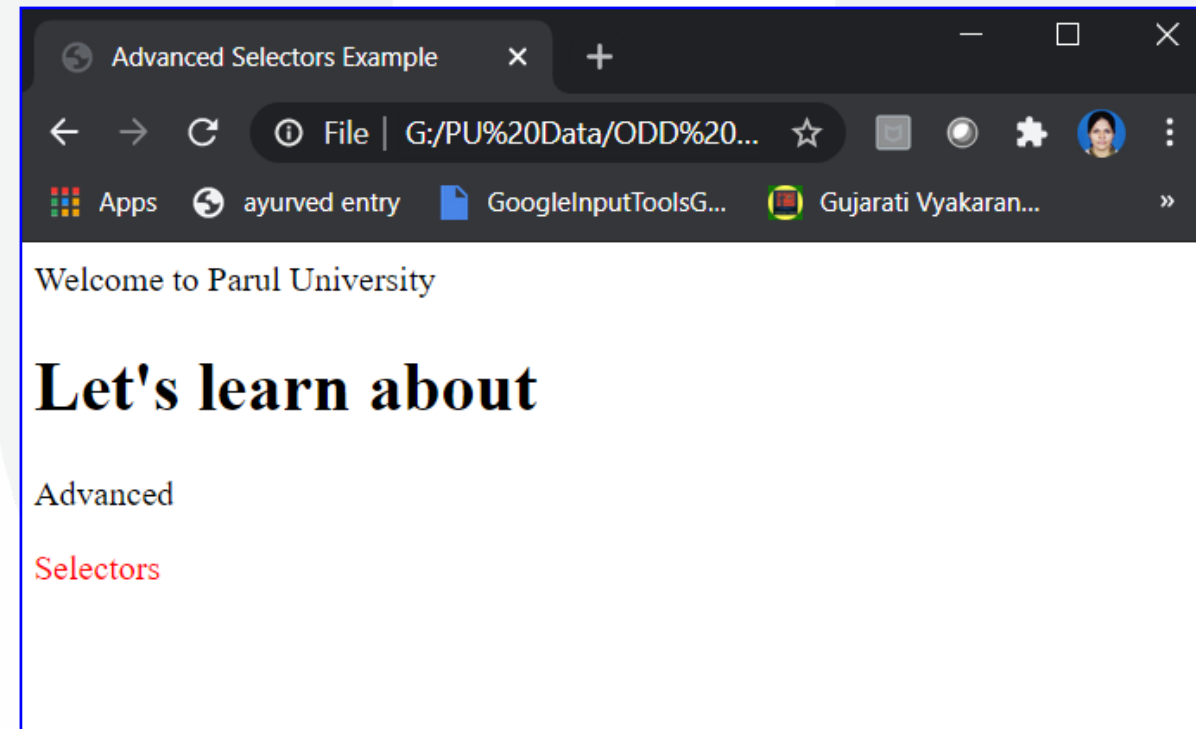 Advanced Selectors Example
File | G:/PU%20Data/ODD%20...
Apps ayurved entry GoogleInputToolsG... Gujarati Vyakaran... »
Welcome to Parul University
Let's learn about
Advanced
Selectors